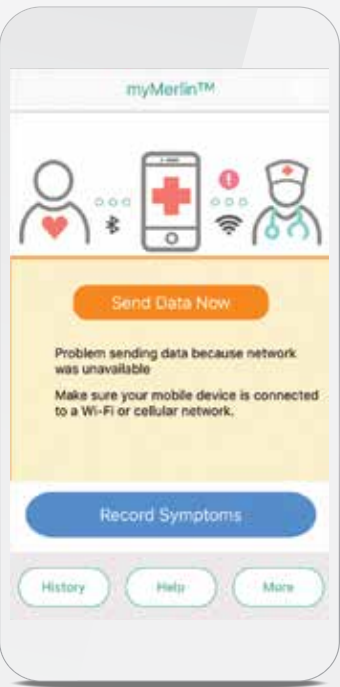 myMerlin™
!
Send Data Now
Problem sending data because network
was unavailable
Make sure your mobile device is connected
to a Wi-Fi or cellular network.
Record Symptoms
History
Help
More